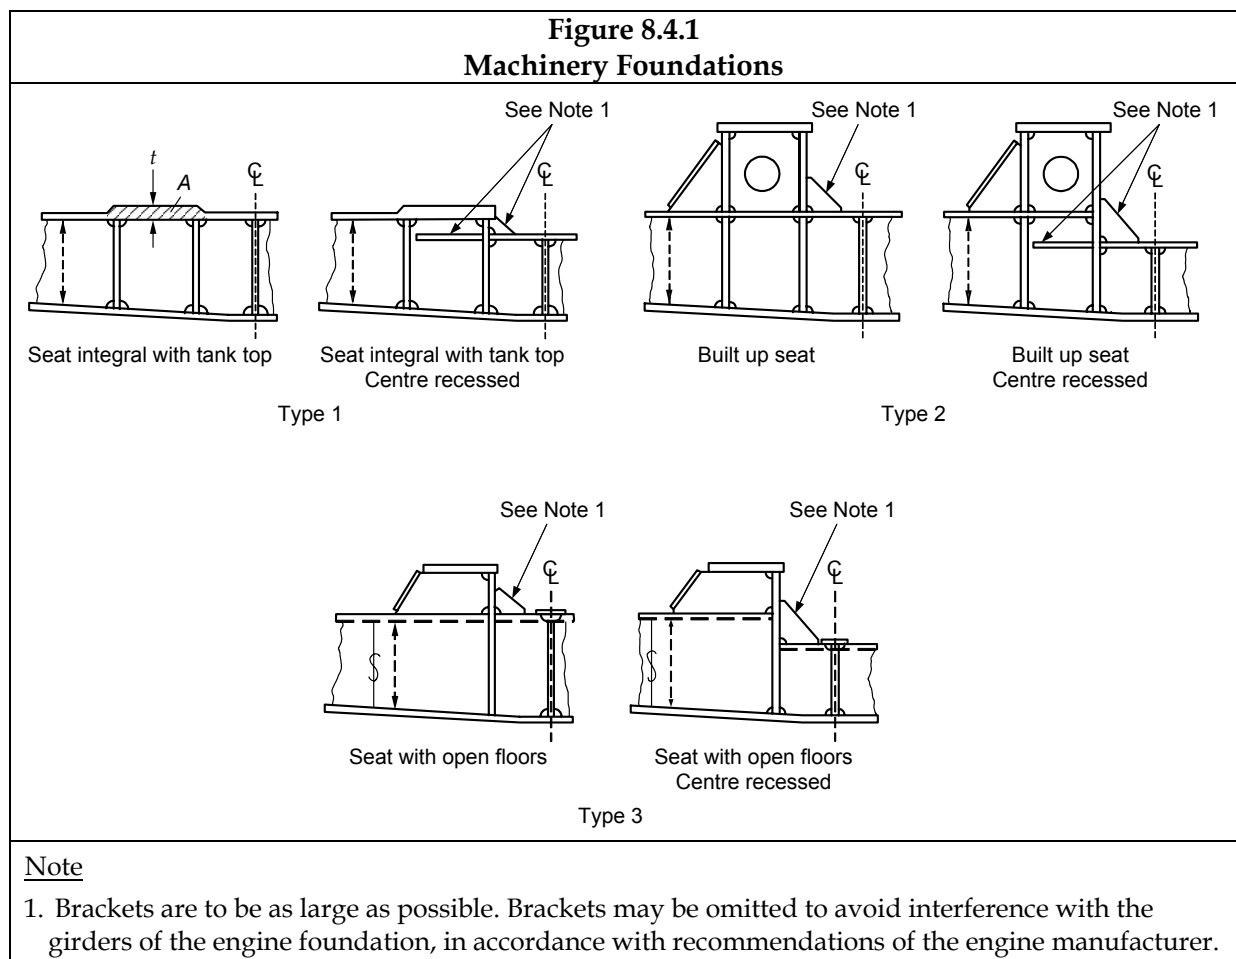 Figure 8.4.1
Machinery Foundations
See Note 1
See Note 1
See Note 1
t
A
℄
℄
℄
℄
Seat integral with tank top
Seat integral with tank top
Centre recessed
Built up seat
Built up seat
Centre recessed
Type 1
Type 2
See Note 1
See Note 1
℄
℄
Seat with open floors
Seat with open floors
Centre recessed
Type 3
Note
1. Brackets are to be as large as possible. Brackets may be omitted to avoid interference with the
girders of the engine foundation, in accordance with recommendations of the engine manufacturer.